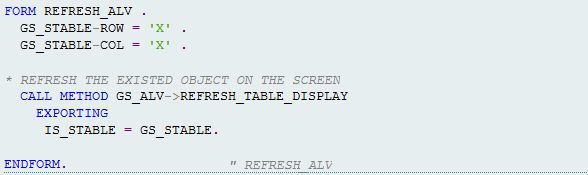 FORM REFRESH_ALV .
GS_STABLE-ROW = 'X' .
GS_STABLE-COL = 'X' .
* REFRESH THE EXISTED OBJECT ON THE SCREEN
CALL METHOD GS_ALV->REFRESH_TABLE_DISPLAY
EXPORTING
IS_STABLE = GS_STABLE.
ENDFORM. " REFRESH_ALV